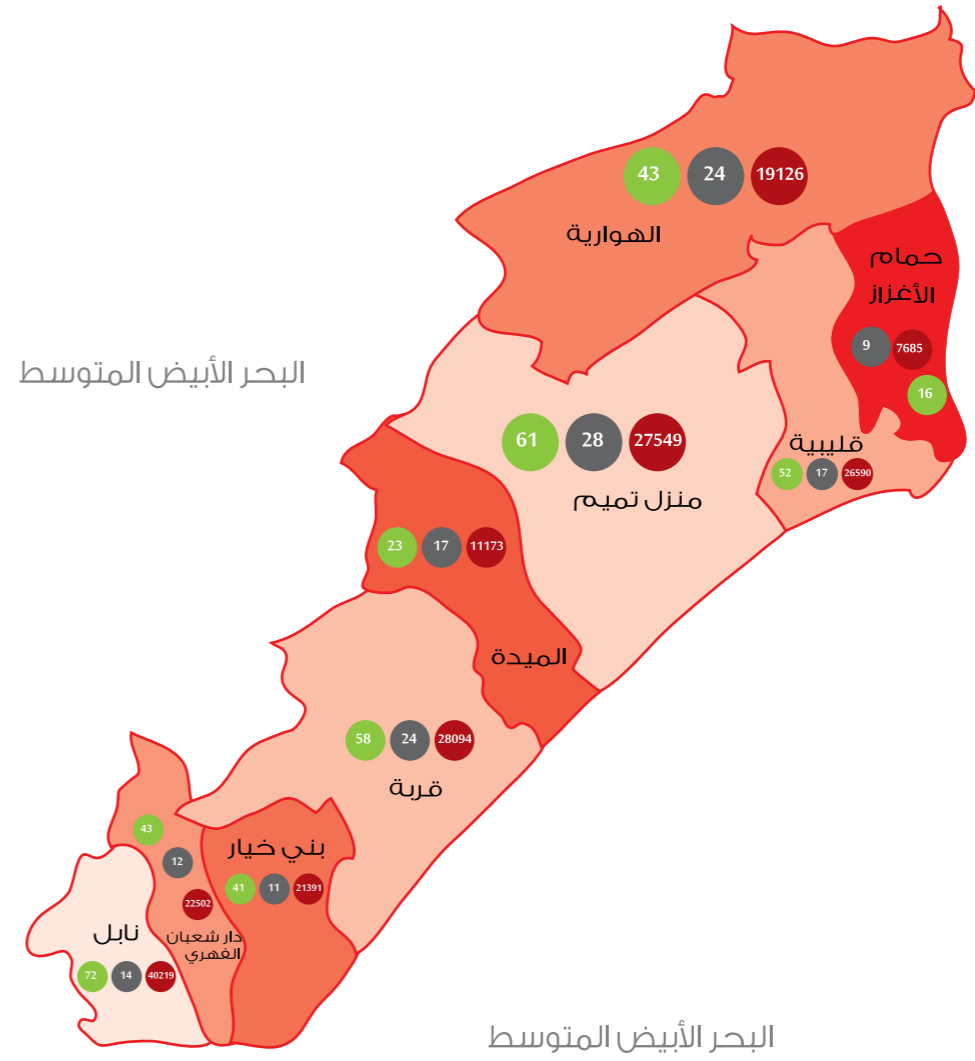 43 24 19126
الهوارية
حمام
الأغزاز
9 7685
16
البحر الأبيض المتوسط
قليبية
52 17 26590
61 28 27549
منزل تميم
23 17 11173
الميدة
58 24 28094
قربة
43
12
22502
دار شعبان
الفهري
بني خيار
41 11 21391
نابل
72 14 40219
البحر الأبيض المتوسط